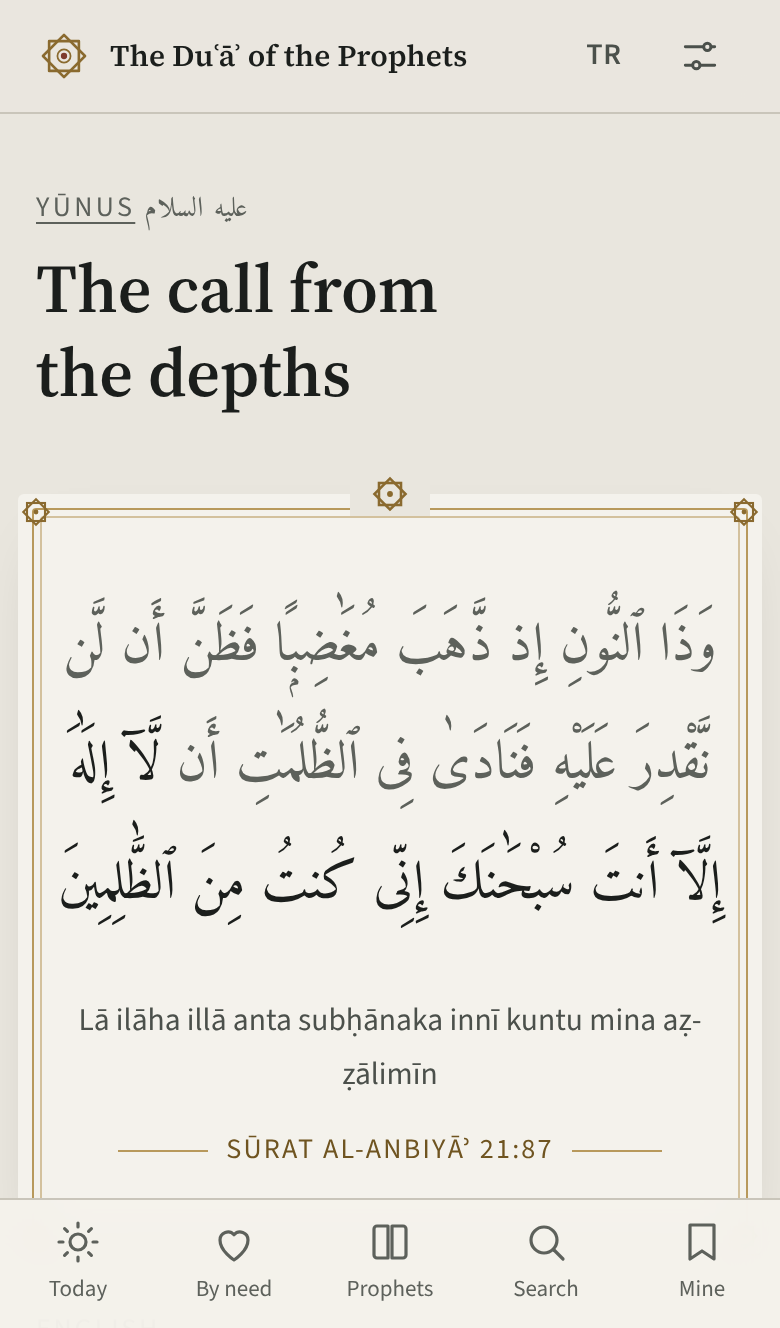 The Duʿāʾ of the Prophets
TR
YŪNUS عليه السلام
The call from
the depths
وَذَا ٱلنُّونِ إِذ ذَّهَبَ مُغَـٰضِبًۭا فَظَنَّ أَن لَّن
نَّقْدِرَ عَلَيْهِ فَنَادَىٰ فِى ٱلظُّلُمَـٰتِ أَن لَّآ إِلَـٰهَ
إِلَّآ أَنتَ سُبْحَـٰنَكَ إِنِّى كُنتُ مِنَ ٱلظَّـٰلِمِينَ
Lā ilāha illā anta subḥānaka innī kuntu mina aẓ-
ẓālimīn
SŪRAT AL-ANBIYĀʾ 21:87
Today
By need
Prophets
Search
Mine
ENGLISH